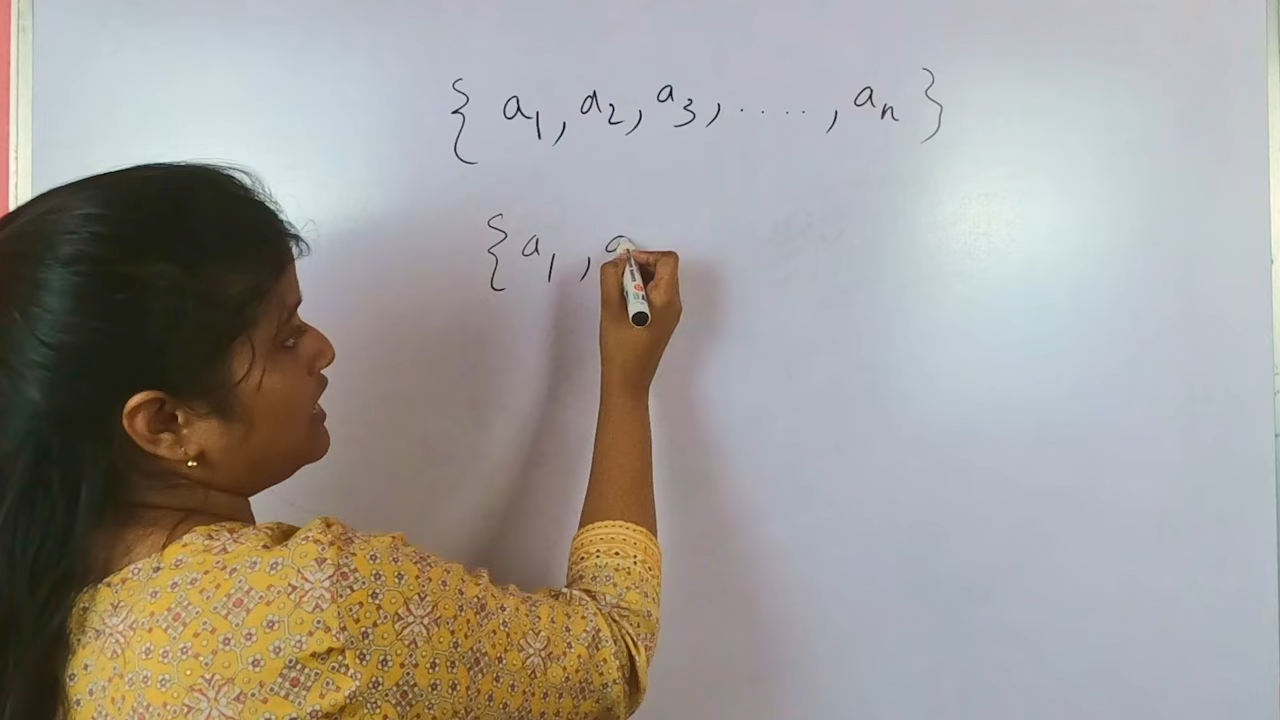 { a₁, a₂, a₃, ....., aₙ }
{ a₁, a